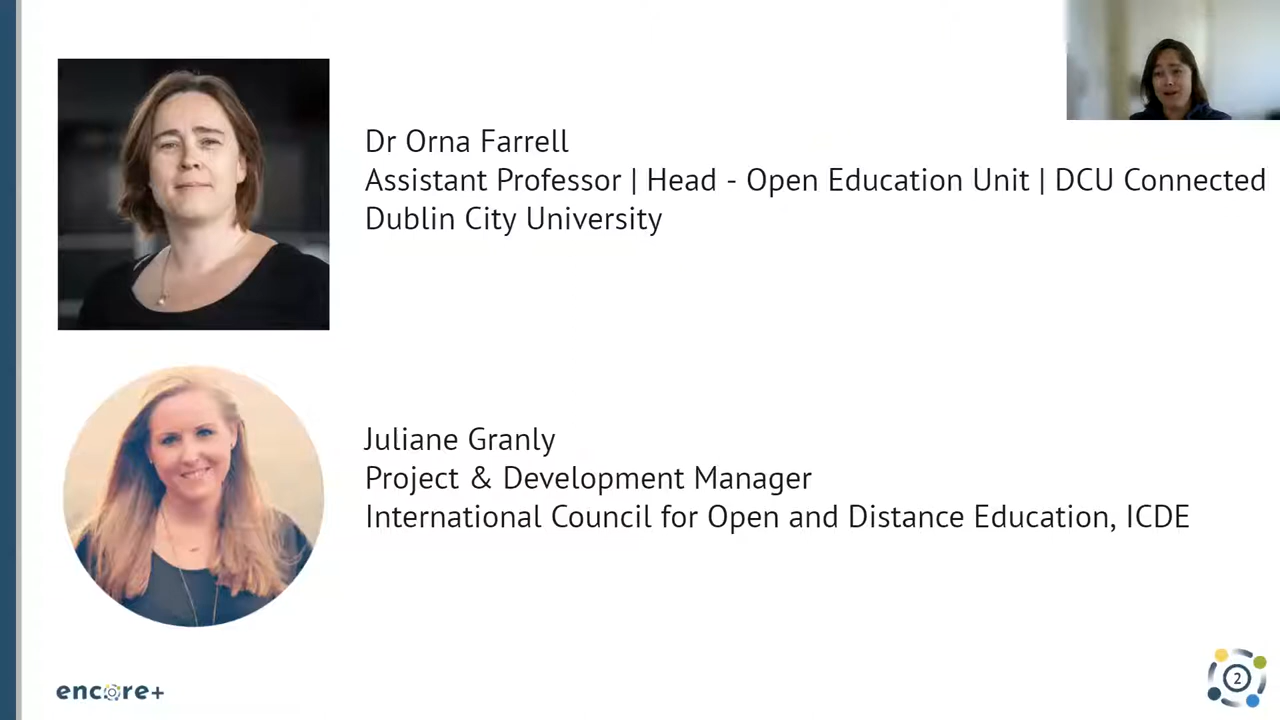 Dr Orna Farrell
Assistant Professor | Head - Open Education Unit | DCU Connected
Dublin City University
Juliane Granly
Project & Development Manager
International Council for Open and Distance Education, ICDE
encore+
2